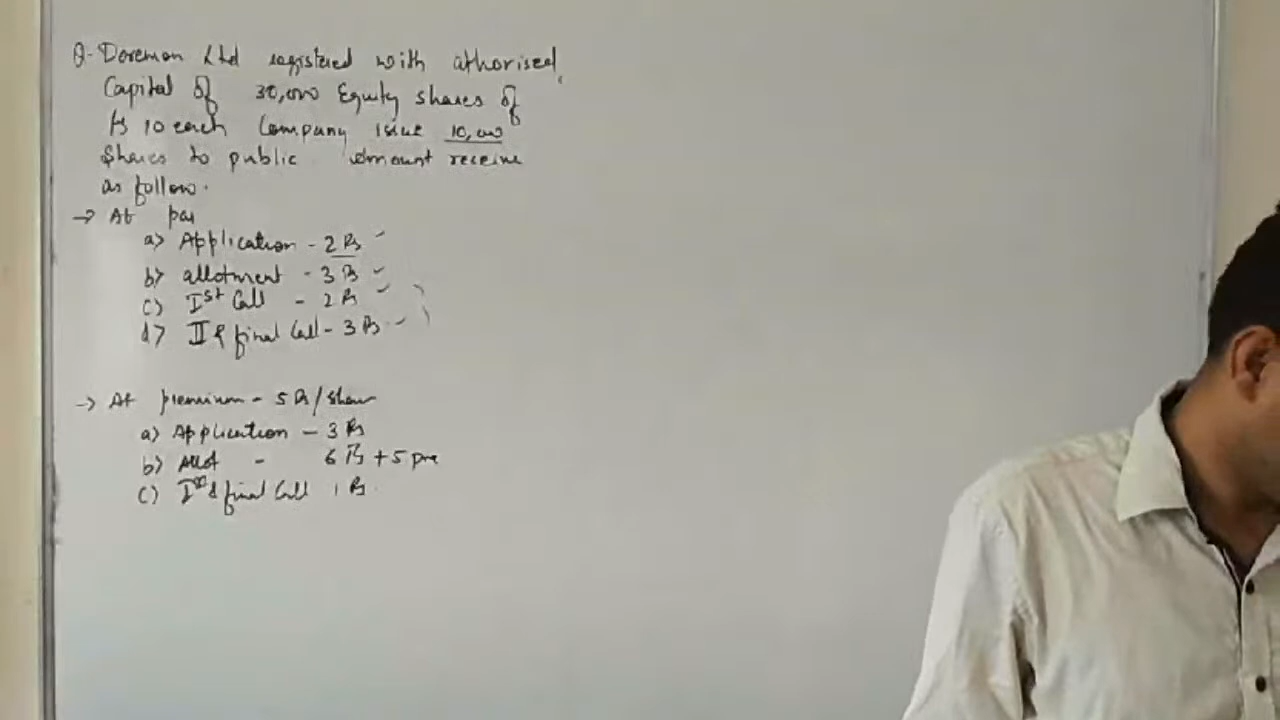 Q- Doremon Ltd registered with athorised
Capital of 30,000 Equity shares of
Rs 10 each Company issue 10,000
Shares to public amount receive
as follow.
→ At par
a) Application - 2 Rs
b) allotment - 3 Rs
c) Ist Call - 2 Rs
d) II & final Call - 3 Rs
→ At premium - 5 Rs/share
a) Application - 3 Rs
b) Allot - 6 Rs + 5 pre
c) Ist & final Call 1 Rs.